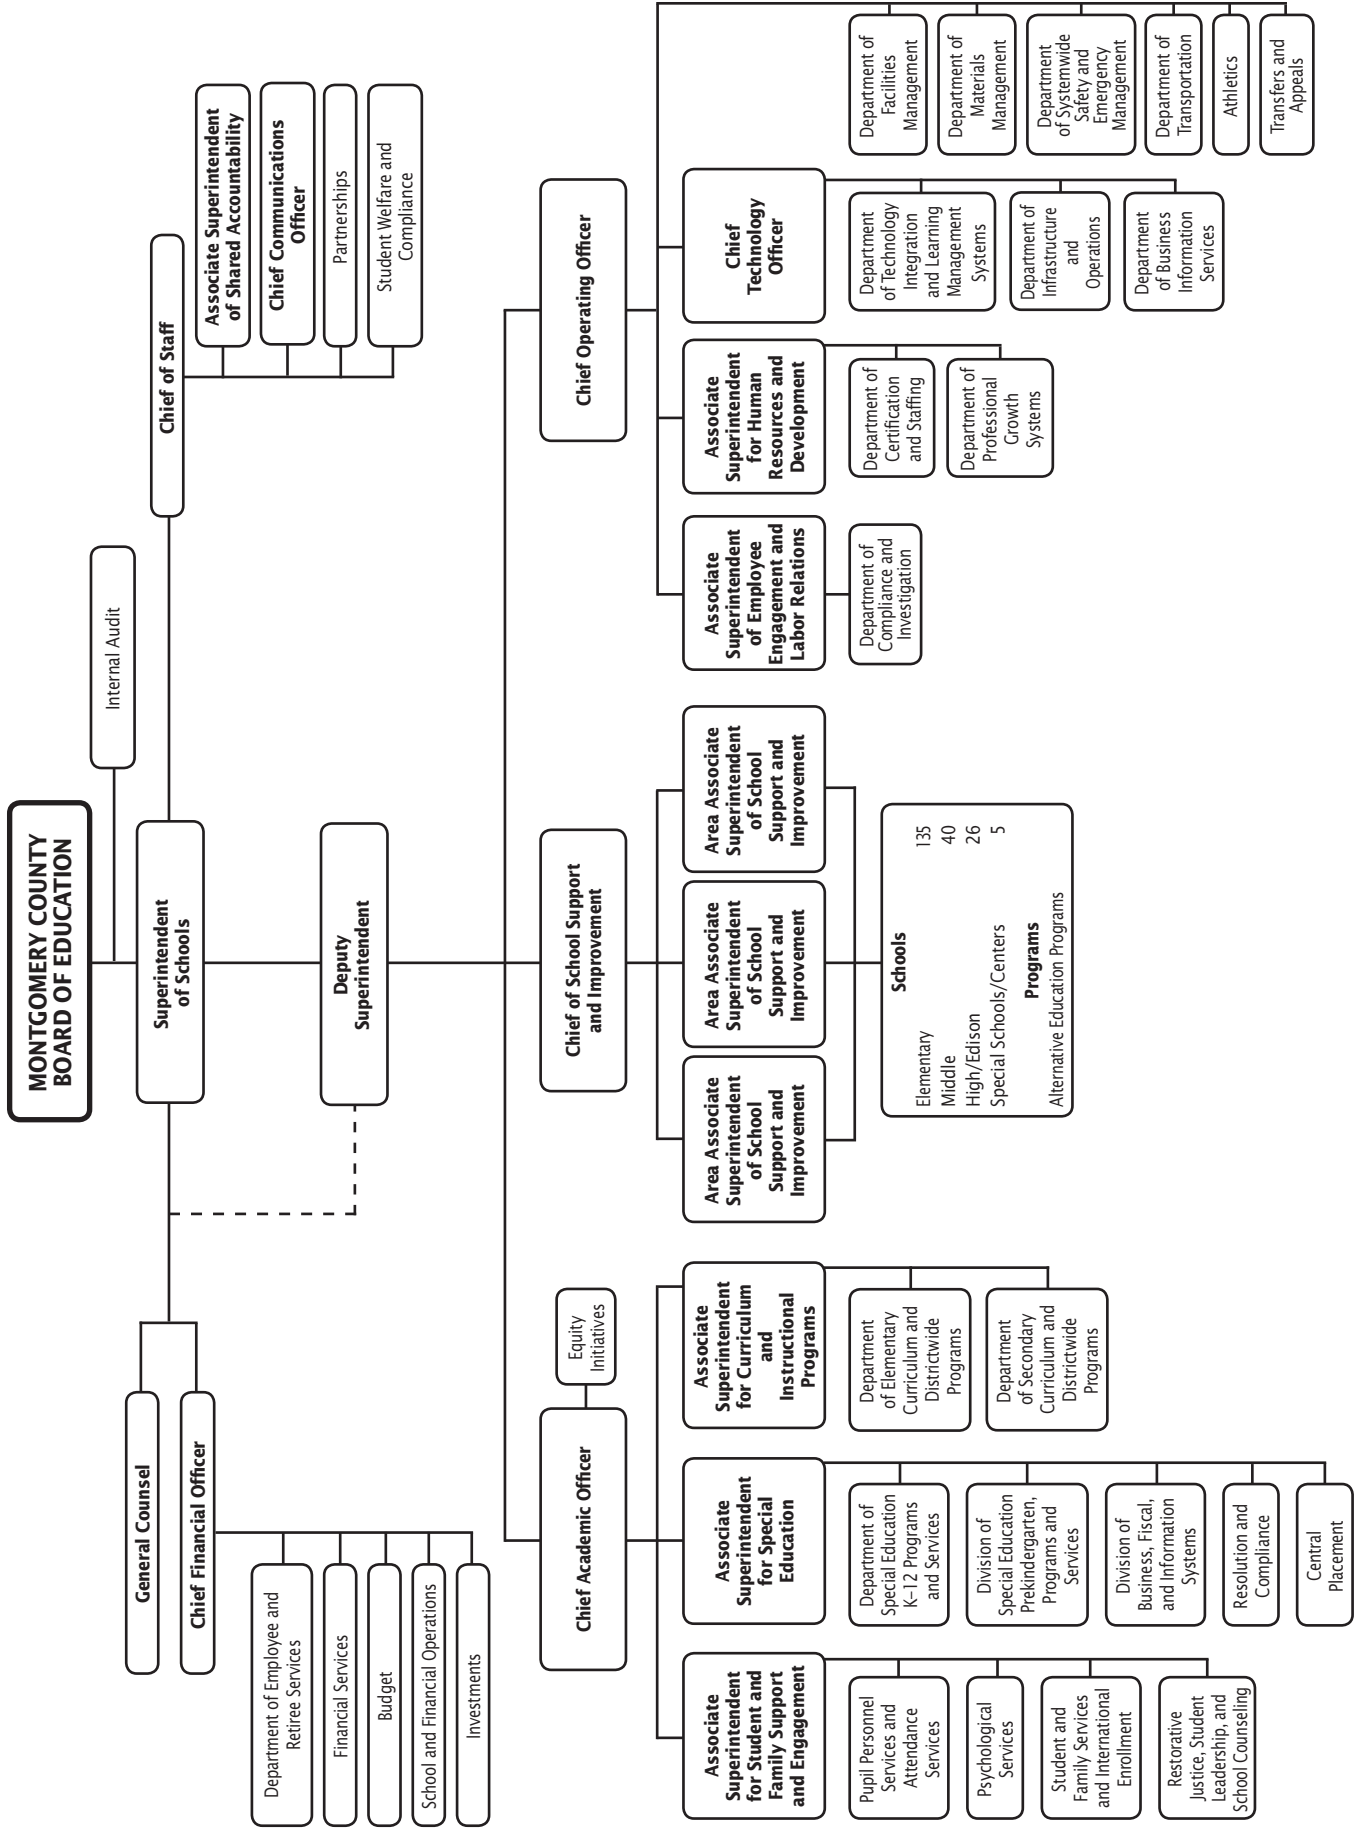 MONTGOMERY COUNTY
BOARD OF EDUCATION
Internal Audit
Superintendent
of Schools
General Counsel
Chief Financial Officer
Department of Employee and
Retiree Services
Financial Services
Budget
School and Financial Operations
Investments
Chief of Staff
Associate Superintendent
of Shared Accountability
Chief Communications
Officer
Partnerships
Student Welfare and
Compliance
Deputy
Superintendent
Chief Academic Officer
Equity
Initiatives
Associate
Superintendent
for Student and
Family Support
and Engagement
Pupil Personnel
Services and
Attendance
Services
Psychological
Services
Student and
Family Services
and International
Enrollment
Restorative
Justice, Student
Leadership, and
School Counseling
Associate
Superintendent
for Special
Education
Department of
Special Education
K–12 Programs
and Services
Division of
Special Education
Prekindergarten,
Programs and
Services
Division of
Business, Fiscal,
and Information
Systems
Resolution and
Compliance
Central
Placement
Associate
Superintendent
for Curriculum
and
Instructional
Programs
Department
of Elementary
Curriculum and
Districtwide
Programs
Department
of Secondary
Curriculum and
Districtwide
Programs
Chief of School Support
and Improvement
Area Associate
Superintendent
of School
Support and
Improvement
Area Associate
Superintendent
of School
Support and
Improvement
Area Associate
Superintendent
of School
Support and
Improvement
Schools
Elementary 135
Middle 40
High/Edison 26
Special Schools/Centers 5
Programs
Alternative Education Programs
Chief Operating Officer
Associate
Superintendent
of Employee
Engagement and
Labor Relations
Department of
Compliance and
Investigation
Associate
Superintendent
for Human
Resources and
Development
Department of
Certification
and Staffing
Department of
Professional
Growth
Systems
Chief
Technology
Officer
Department
of Technology
Integration
and Learning
Management
Systems
Department of
Infrastructure
and
Operations
Department
of Business
Information
Services
Department of
Facilities
Management
Department of
Materials
Management
Department
of Systemwide
Safety and
Emergency
Management
Department of
Transportation
Athletics
Transfers and
Appeals